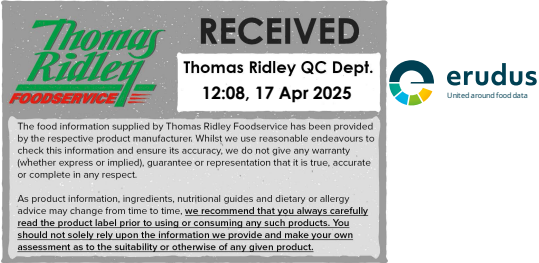 Thomas
Ridley
FOODSERVICE
RECEIVED
Thomas Ridley QC Dept.
12:08, 17 Apr 2025
erudus
United around food data
The food information supplied by Thomas Ridley Foodservice has been provided
by the respective product manufacturer. Whilst we use reasonable endeavours to
check this information and ensure its accuracy, we do not give any warranty
(whether express or implied), guarantee or representation that it is true, accurate
or complete in any respect.
As product information, ingredients, nutritional guides and dietary or allergy
advice may change from time to time, we recommend that you always carefully
read the product label prior to using or consuming any such products. You
should not solely rely upon the information we provide and make your own
assessment as to the suitability or otherwise of any given product.